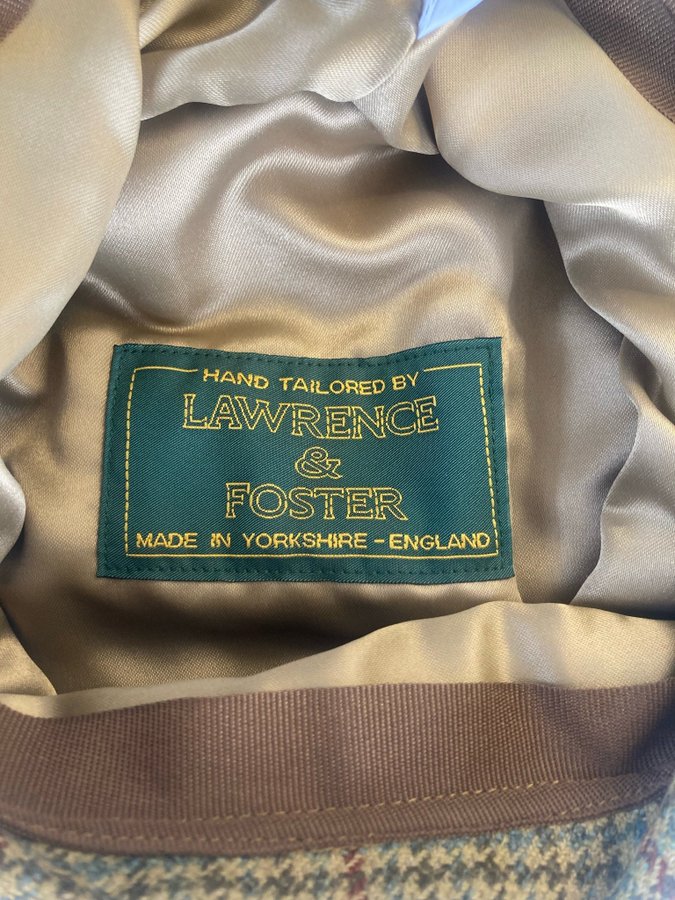 HAND TAILORED BY
LAWRENCE
&
FOSTER
MADE IN YORKSHIRE - ENGLAND